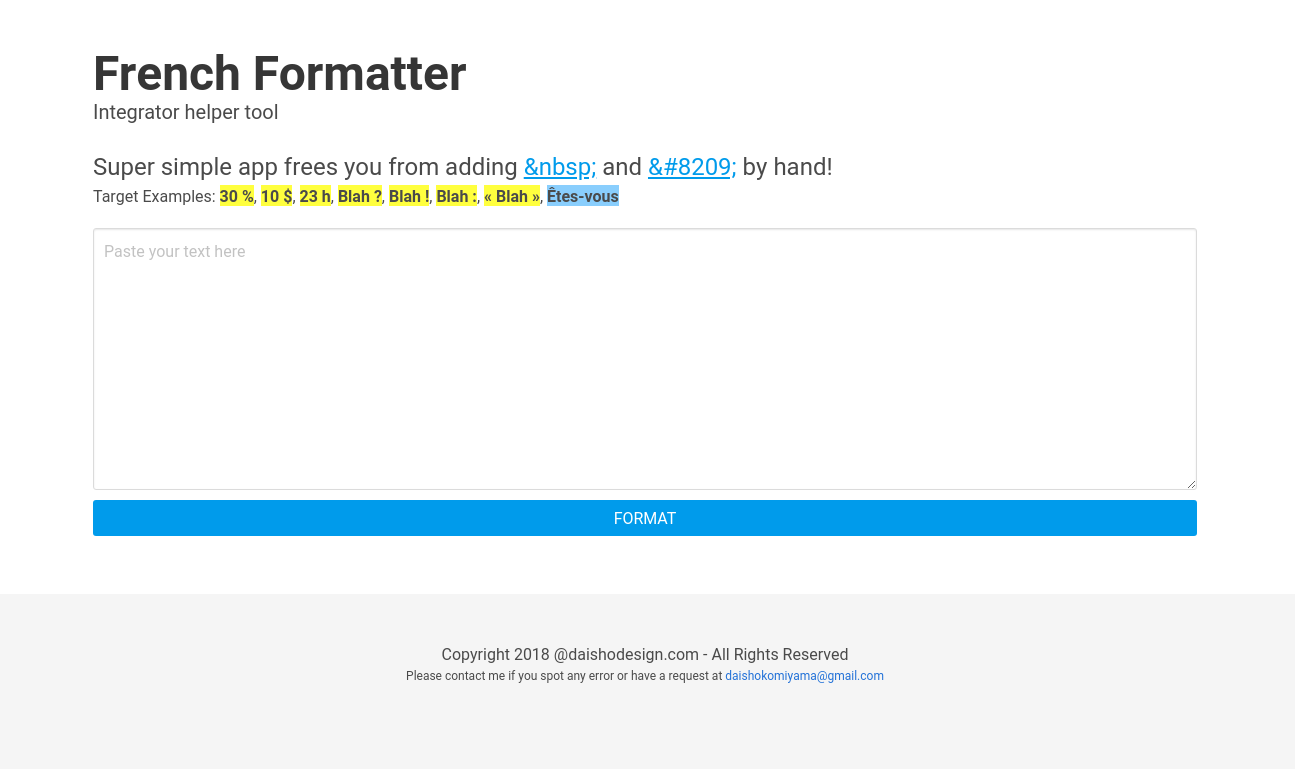 French Formatter
Integrator helper tool
Super simple app frees you from adding &nbsp; and &#8209; by hand!
Target Examples: 30 %, 10 $, 23 h, Blah ?, Blah !, Blah :, « Blah », Êtes-vous
Paste your text here
FORMAT
Copyright 2018 @daishodesign.com - All Rights Reserved
Please contact me if you spot any error or have a request at daishokomiyama@gmail.com